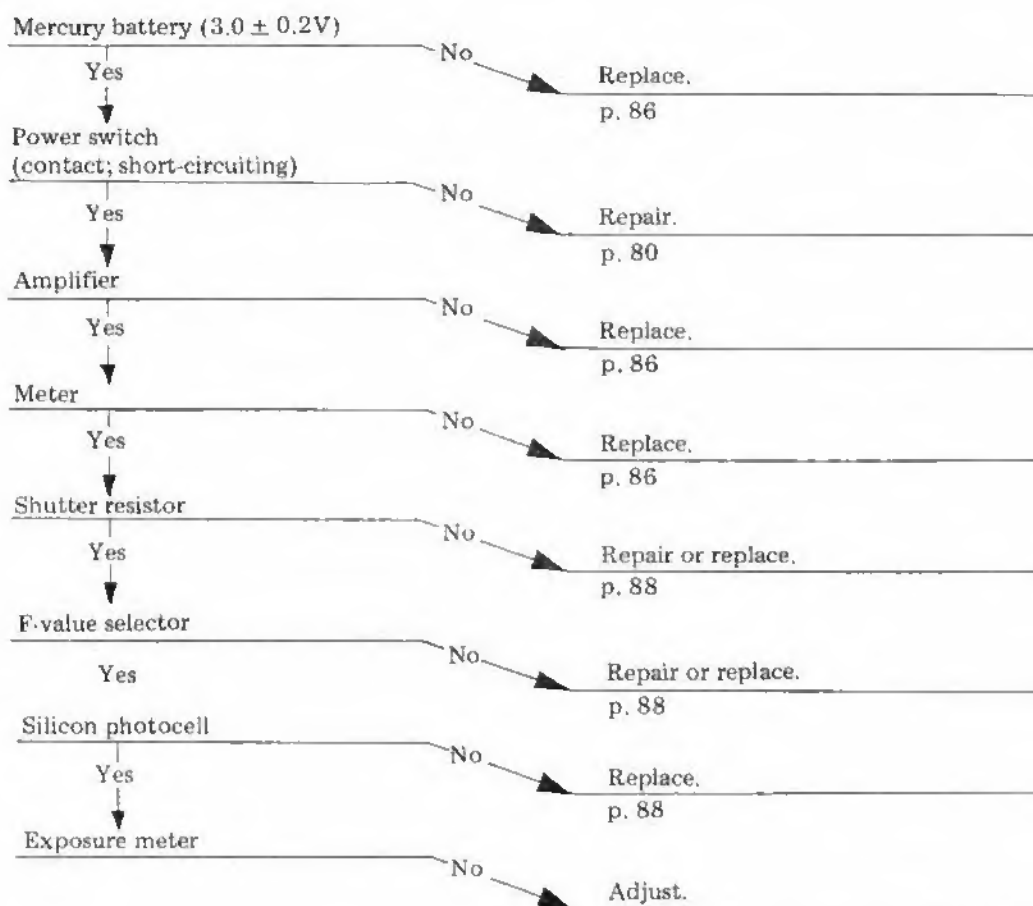 Mercury battery (3.0 ± 0.2V)
No
Yes
Replace.
p. 86
Power switch
(contact; short-circuiting)
No
Yes
Repair.
p. 80
Amplifier
No
Yes
Replace.
p. 86
Meter
No
Yes
Replace.
p. 86
Shutter resistor
No
Yes
Repair or replace.
p. 88
F-value selector
No
Yes
Repair or replace.
p. 88
Silicon photocell
No
Yes
Replace.
p. 88
Exposure meter
No
Adjust.